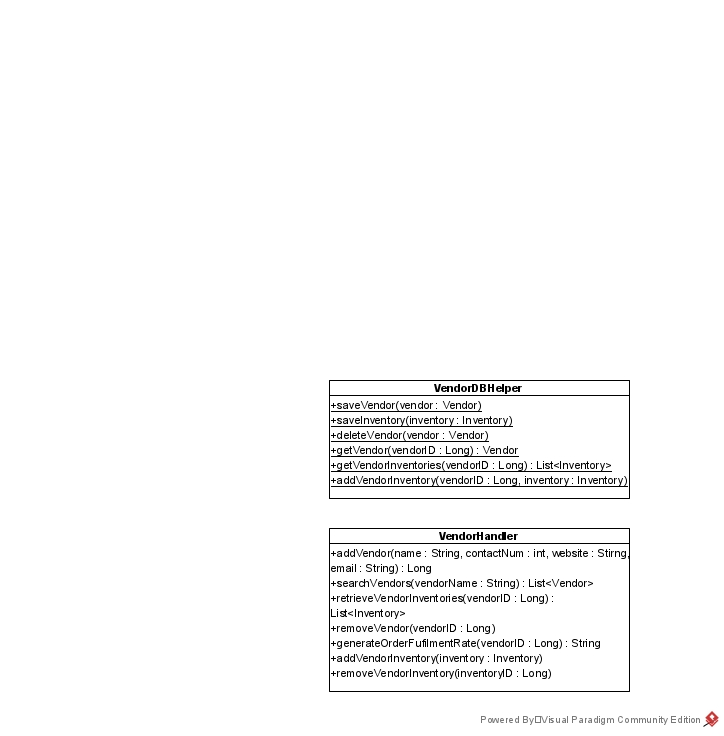 VendorDBHelper
+saveVendor(vendor : Vendor)
+saveInventory(inventory : Inventory)
+deleteVendor(vendor : Vendor)
+getVendor(vendorID : Long) : Vendor
+getVendorInventories(vendorID : Long) : List<Inventory>
+addVendorInventory(vendorID : Long, inventory : Inventory)
VendorHandler
+addVendor(name : String, contactNum : int, website : Stirng,
email : String) : Long
+searchVendors(vendorName : String) : List<Vendor>
+retrieveVendorInventories(vendorID : Long) :
List<Inventory>
+removeVendor(vendorID : Long)
+generateOrderFufilmentRate(vendorID : Long) : String
+addVendorInventory(inventory : Inventory)
+removeVendorInventory(inventoryID : Long)
Powered By□Visual Paradigm Community Edition